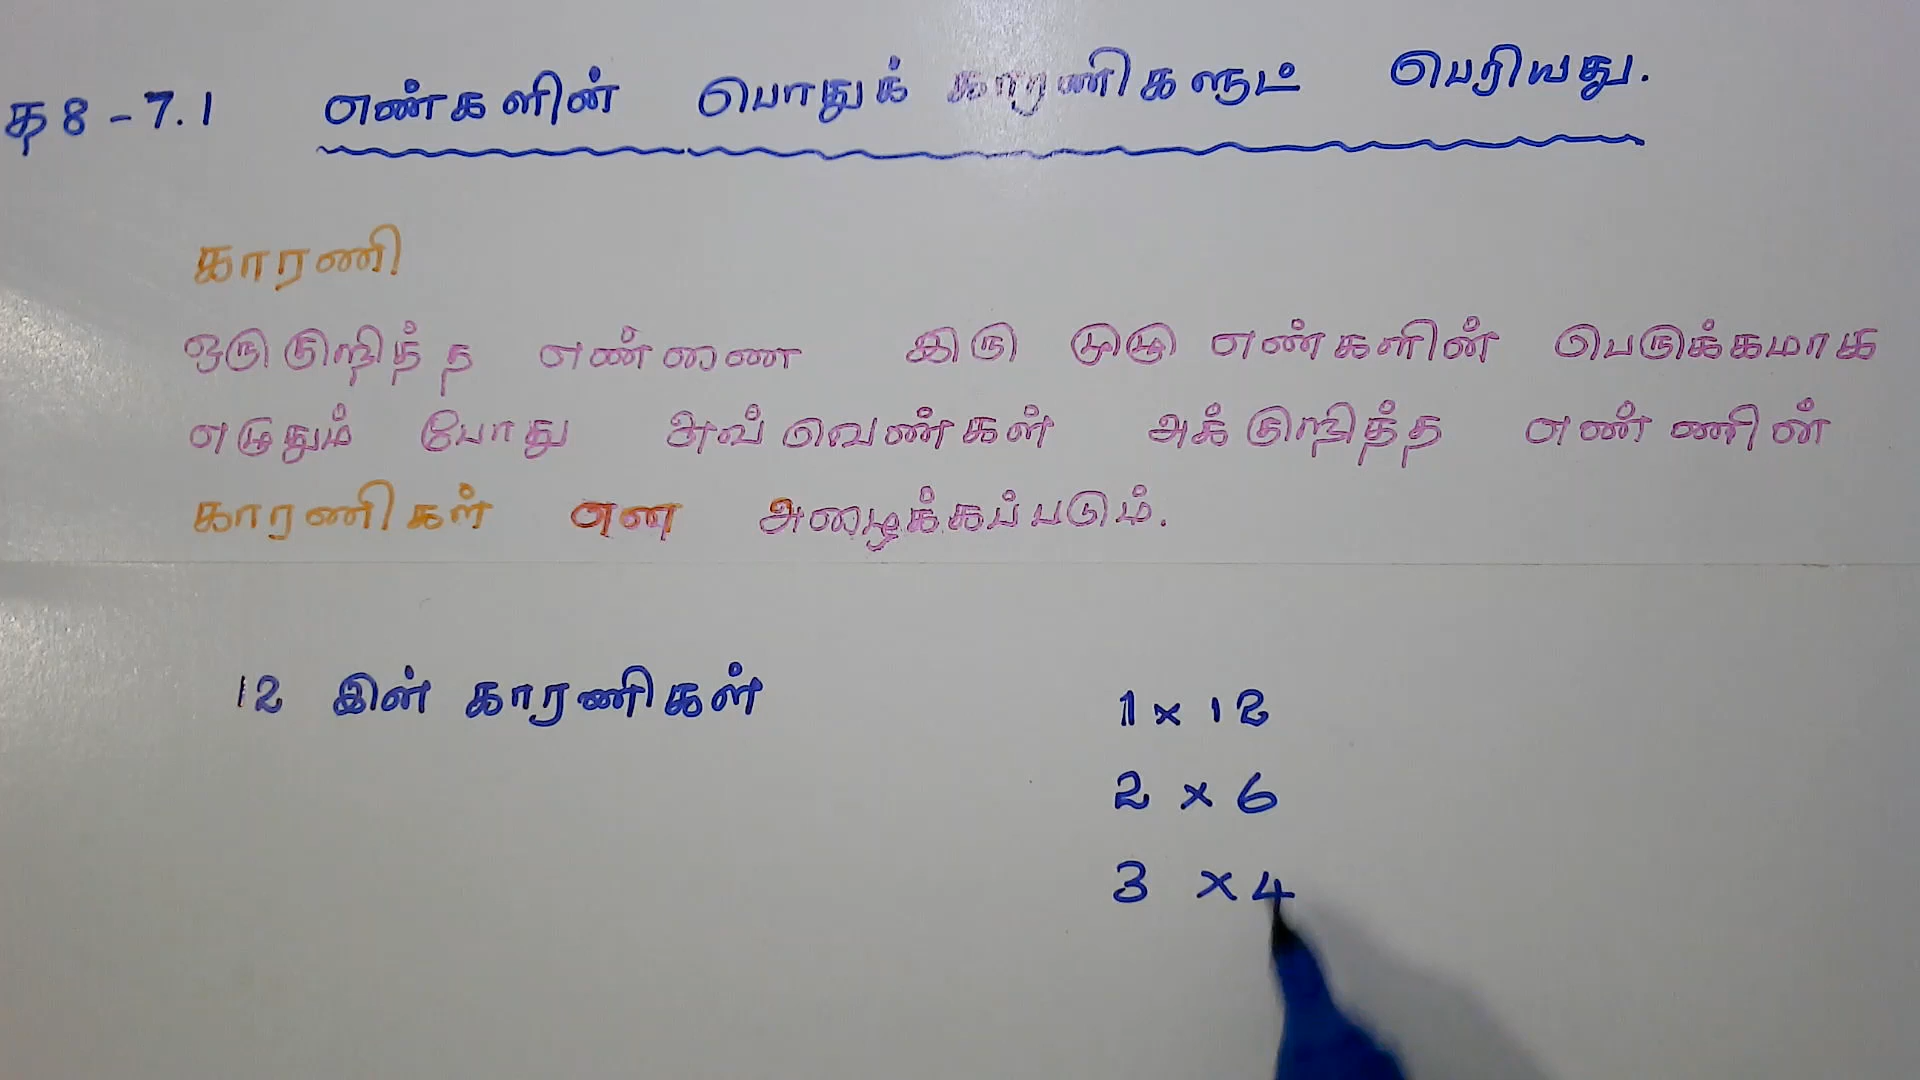 த 8 - 7.1 எண்களின் பொதுக் காரணிகளுட் பெரியது.
காரணி
ஒரு குறித்த எண்ணை இரு முழு எண்களின் பெருக்கமாக
எழுதும் போது அவ்வெண்கள் அக்குறித்த எண்ணின்
காரணிகள் என அழைக்கப்படும்.
12 இன் காரணிகள்
1 x 12
2 x 6
3 x 4